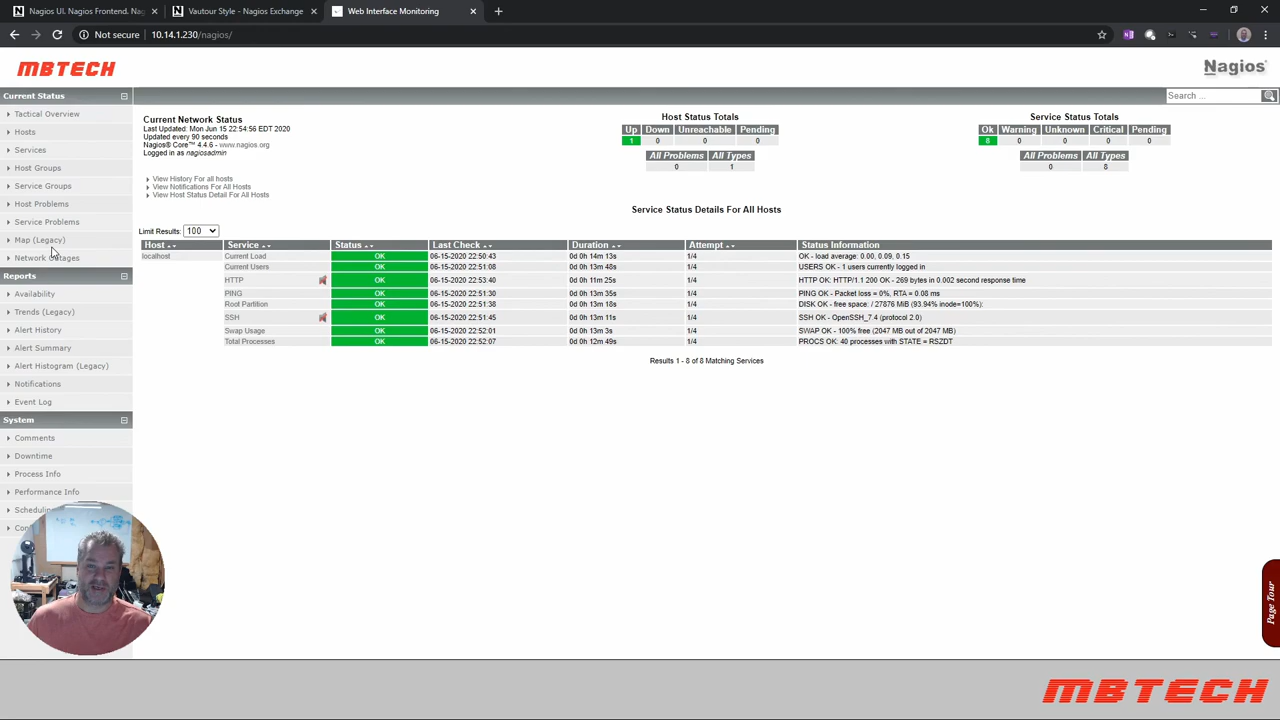 Nagios UI. Nagios Frontend. Nag
Vautour Style - Nagios Exchange
Web Interface Monitoring
Not secure
10.14.1.230/nagios/
MBTECH
Nagios
Search ...
Current Status
Tactical Overview
Hosts
Services
Host Groups
Service Groups
Host Problems
Service Problems
Map (Legacy)
Network Outages
Reports
Availability
Trends (Legacy)
Alert History
Alert Summary
Alert Histogram (Legacy)
Notifications
Event Log
System
Comments
Downtime
Process Info
Performance Info
Current Network Status
Last Updated: Mon Jun 15 22:54:56 EDT 2020
Updated every 90 seconds
Nagios® Core™ 4.4.6 - www.nagios.org
Logged in as nagiosadmin
View History For all hosts
View Notifications For All Hosts
View Host Status Detail For All Hosts
Host Status Totals
Up Down Unreachable Pending
1 0 0 0
All Problems All Types
0 1
Service Status Totals
Ok Warning Unknown Critical Pending
8 0 0 0 0
All Problems All Types
0 8
Service Status Details For All Hosts
Limit Results: 100
Host Service Status Last Check Duration Attempt Status Information
localhost Current Load OK 06-15-2020 22:50:43 0d 0h 14m 13s 1/4 OK - load average: 0.00, 0.09, 0.15
Current Users OK 06-15-2020 22:51:08 0d 0h 13m 48s 1/4 USERS OK - 1 users currently logged in
HTTP OK 06-15-2020 22:53:40 0d 0h 11m 25s 1/4 HTTP OK: HTTP/1.1 200 OK - 269 bytes in 0.002 second response time
PING OK 06-15-2020 22:51:30 0d 0h 13m 35s 1/4 PING OK - Packet loss = 0%, RTA = 0.08 ms
Root Partition OK 06-15-2020 22:51:38 0d 0h 13m 18s 1/4 DISK OK - free space: / 27876 MiB (93.94% inode=100%):
SSH OK 06-15-2020 22:51:45 0d 0h 13m 11s 1/4 SSH OK - OpenSSH_7.4 (protocol 2.0)
Swap Usage OK 06-15-2020 22:52:01 0d 0h 13m 3s 1/4 SWAP OK - 100% free (2047 MB out of 2047 MB)
Total Processes OK 06-15-2020 22:52:07 0d 0h 12m 49s 1/4 PROCS OK: 40 processes with STATE = RSZDT
Results 1 - 8 of 8 Matching Services
Page Tour
MBTECH